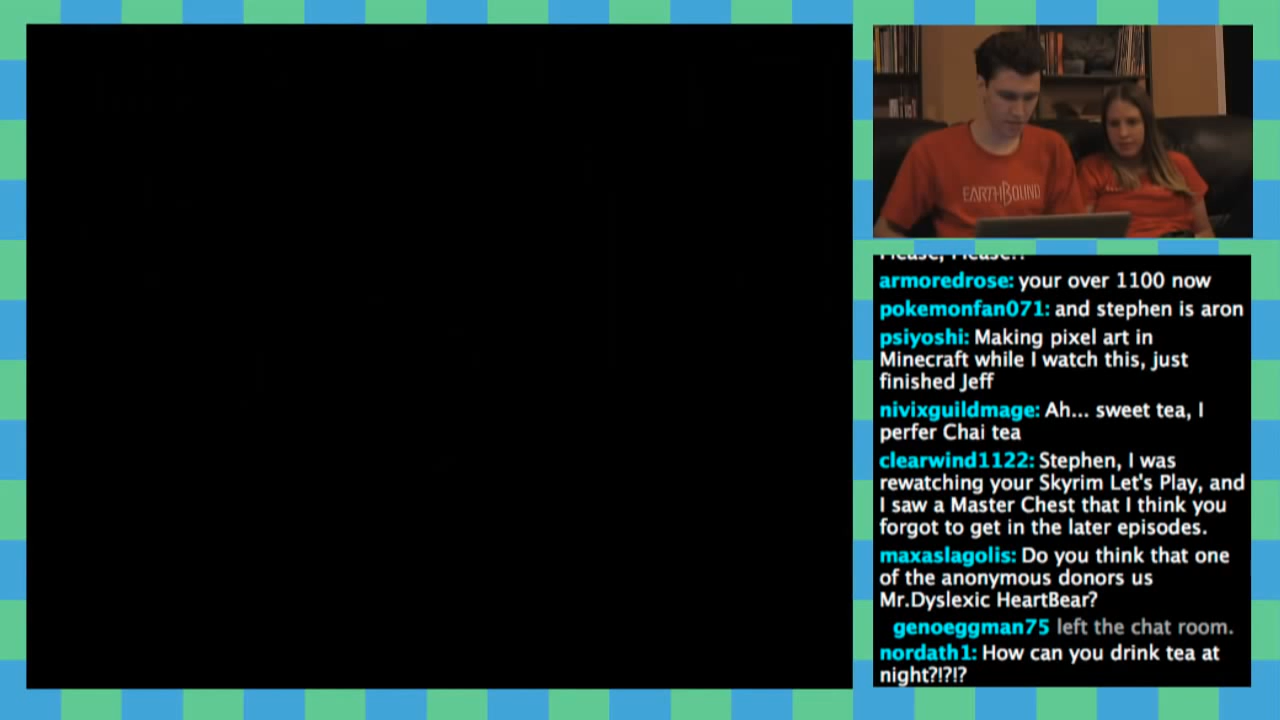 EARTHBOUND
armoredrose: your over 1100 now
pokemonfan071: and stephen is aron
psiyoshi: Making pixel art in
Minecraft while I watch this, just
finished Jeff
nivixguildmage: Ah... sweet tea, I
perfer Chai tea
clearwind1122: Stephen, I was
rewatching your Skyrim Let's Play, and
I saw a Master Chest that I think you
forgot to get in the later episodes.
maxaslagolis: Do you think that one
of the anonymous donors us
Mr.Dyslexic HeartBear?
genoeggman75 left the chat room.
nordath1: How can you drink tea at
night?!?!?